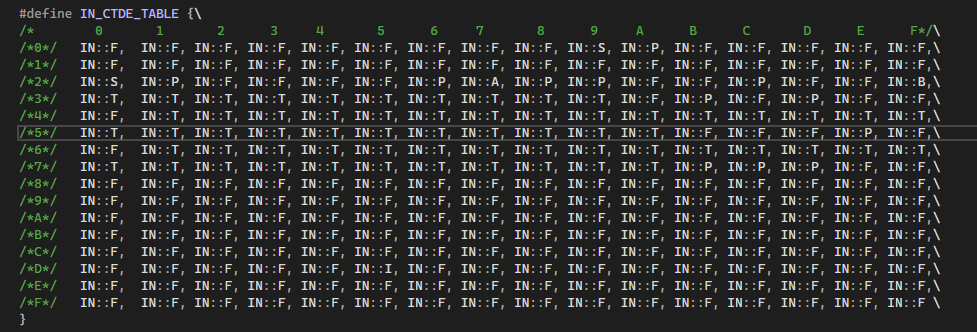 #define IN_CTDE_TABLE {\
/* 0 1 2 3 4 5 6 7 8 9 A B C D E F*/\
/*0*/ IN::F, IN::F, IN::F, IN::F, IN::F, IN::F, IN::F, IN::F, IN::F, IN::S, IN::P, IN::F, IN::F, IN::F, IN::F, IN::F,\
/*1*/ IN::F, IN::F, IN::F, IN::F, IN::F, IN::F, IN::F, IN::F, IN::F, IN::F, IN::F, IN::F, IN::F, IN::F, IN::F, IN::F,\
/*2*/ IN::S, IN::P, IN::F, IN::F, IN::F, IN::F, IN::P, IN::A, IN::P, IN::P, IN::F, IN::F, IN::P, IN::F, IN::F, IN::B,\
/*3*/ IN::T, IN::T, IN::T, IN::T, IN::T, IN::T, IN::T, IN::T, IN::T, IN::T, IN::F, IN::P, IN::F, IN::P, IN::F, IN::F,\
/*4*/ IN::F, IN::T, IN::T, IN::T, IN::T, IN::T, IN::T, IN::T, IN::T, IN::T, IN::T, IN::T, IN::T, IN::T, IN::T, IN::T,\
/*5*/ IN::T, IN::T, IN::T, IN::T, IN::T, IN::T, IN::T, IN::T, IN::T, IN::T, IN::T, IN::F, IN::F, IN::F, IN::P, IN::F,\
/*6*/ IN::F, IN::T, IN::T, IN::T, IN::T, IN::T, IN::T, IN::T, IN::T, IN::T, IN::T, IN::T, IN::T, IN::T, IN::T, IN::T,\
/*7*/ IN::T, IN::T, IN::T, IN::T, IN::T, IN::T, IN::T, IN::T, IN::T, IN::T, IN::T, IN::P, IN::P, IN::P, IN::F, IN::F\
/*8*/ IN::F, IN::F, IN::F, IN::F, IN::F, IN::F, IN::F, IN::F, IN::F, IN::F, IN::F, IN::F, IN::F, IN::F, IN::F, IN::F,\
/*9*/ IN::F, IN::F, IN::F, IN::F, IN::F, IN::F, IN::F, IN::F, IN::F, IN::F, IN::F, IN::F, IN::F, IN::F, IN::F, IN::F,\
/*A*/ IN::F, IN::F, IN::F, IN::F, IN::F, IN::F, IN::F, IN::F, IN::F, IN::F, IN::F, IN::F, IN::F, IN::F, IN::F, IN::F,\
/*B*/ IN::F, IN::F, IN::F, IN::F, IN::F, IN::F, IN::F, IN::F, IN::F, IN::F, IN::F, IN::F, IN::F, IN::F, IN::F, IN::F,\
/*C*/ IN::F, IN::F, IN::F, IN::F, IN::F, IN::F, IN::F, IN::F, IN::F, IN::F, IN::F, IN::F, IN::F, IN::F, IN::F, IN::F,\
/*D*/ IN::F, IN::F, IN::F, IN::F, IN::F, IN::I, IN::F, IN::F, IN::F, IN::F, IN::F, IN::F, IN::F, IN::F, IN::F, IN::F,\
/*E*/ IN::F, IN::F, IN::F, IN::F, IN::F, IN::F, IN::F, IN::F, IN::F, IN::F, IN::F, IN::F, IN::F, IN::F, IN::F, IN::F,\
/*F*/ IN::F, IN::F, IN::F, IN::F, IN::F, IN::F, IN::F, IN::F, IN::F, IN::F, IN::F, IN::F, IN::F, IN::F, IN::F, IN::F \
}